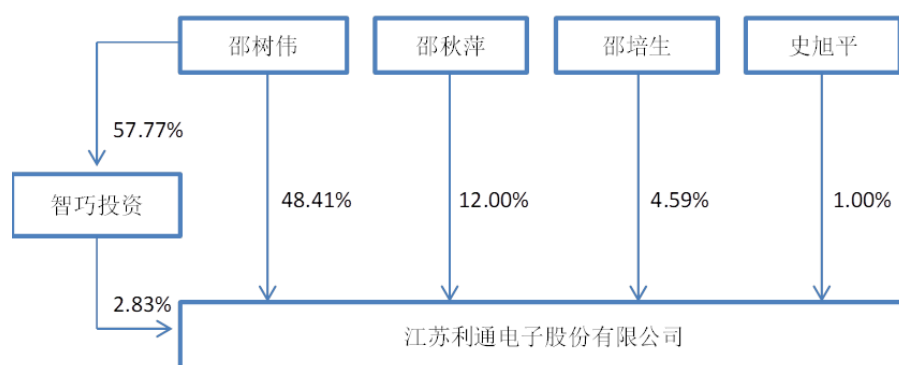 邵树伟
邵秋萍
邵培生
史旭平
57.77%
智巧投资
48.41%
12.00%
4.59%
1.00%
2.83%
江苏利通电子股份有限公司